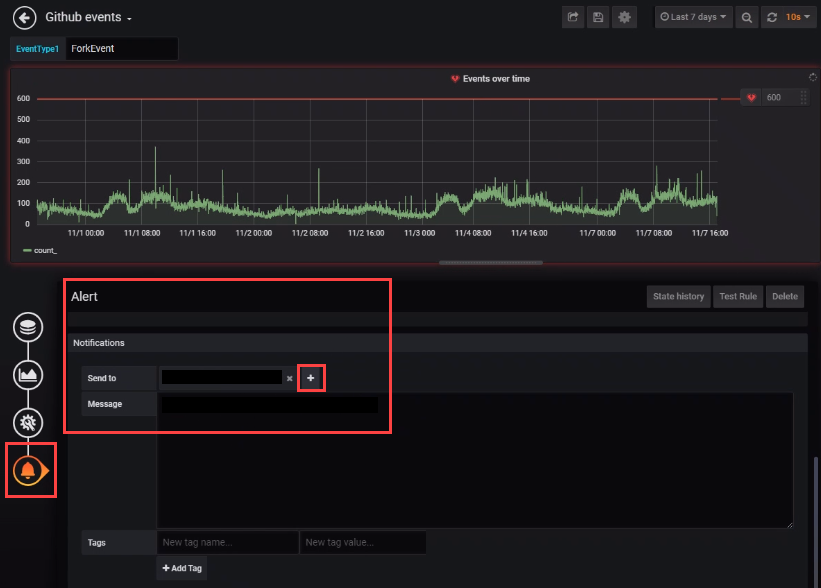 Github events
Last 7 days
10s
EventType1
ForkEvent
Events over time
600
600
500
400
300
200
100
0
11/1 00:00
11/1 08:00
11/1 16:00
11/2 00:00
11/2 08:00
11/2 16:00
11/3 00:00
11/4 08:00
11/4 16:00
11/7 00:00
11/7 08:00
11/7 16:00
count_
Alert
State history
Test Rule
Delete
Notifications
Send to
Message
Tags
New tag name...
New tag value...
Add Tag